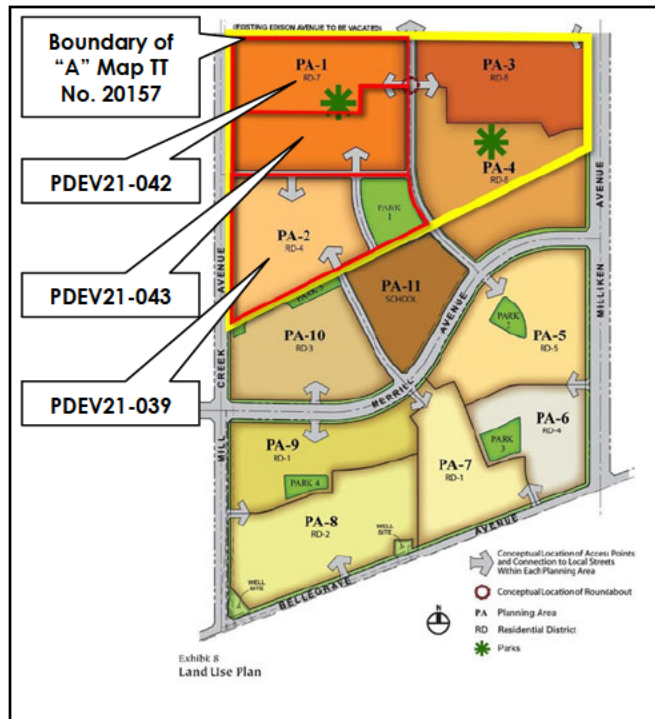 (EXISTING EDISON AVENUE TO BE VACATED)
Boundary of
“A” Map TT
No. 20157
PDEV21-042
PDEV21-043
PDEV21-039
PA-1
RD-7
PA-3
RD-8
PA-4
RD-6
PARK
1
PA-2
RD-4
PA-11
SCHOOL
PA-10
RD-3
PARK
2
PA-5
RD-5
PA-6
RD-4
PA-9
RD-1
PARK 4
PA-7
RD-1
PARK
3
PA-8
RD-2
WELL
SITE
WELL
SITE
MILL CREEK AVENUE
MERRILL AVENUE
MILLIKEN AVENUE
BELLEGRAVE AVENUE
Conceptual Location of Access Points
and Connection to Local Streets
Within Each Planning Area
Conceptual Location of Roundabout
N
PA Planning Area
RD Residential District
Parks
Exhibit 8
Land Use Plan